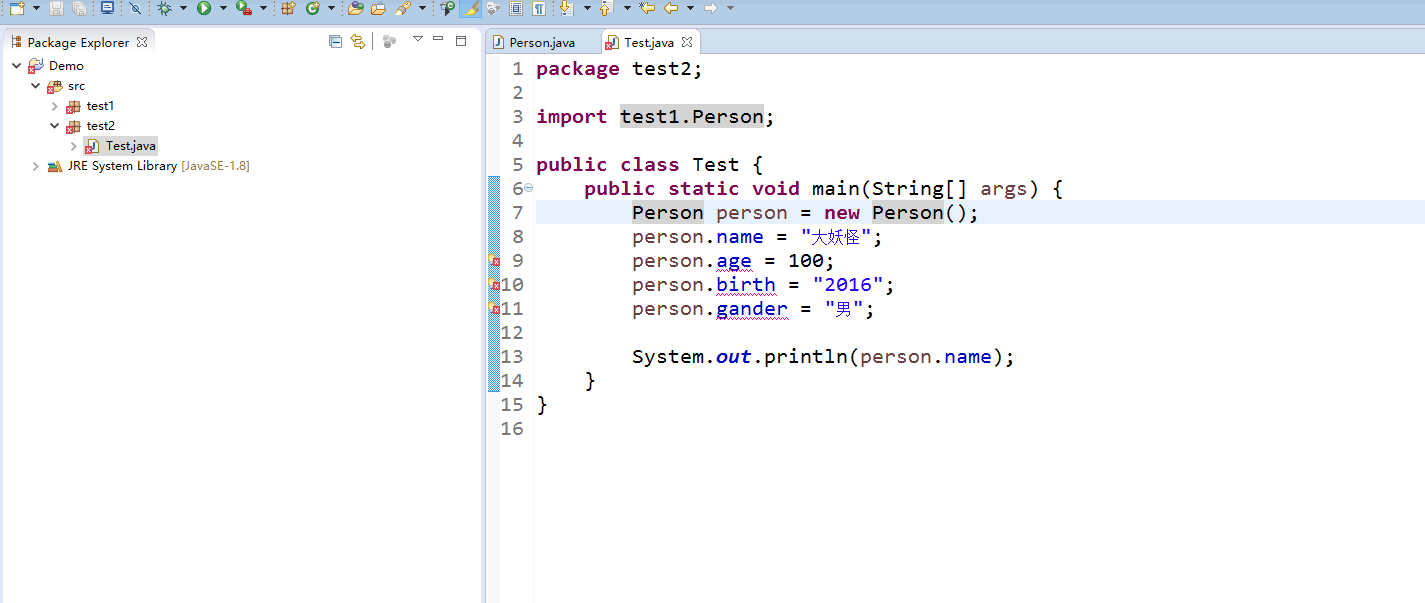 Package Explorer
Demo
src
test1
test2
Test.java
JRE System Library [JavaSE-1.8]
Person.java
Test.java
1 package test2;
2
3 import test1.Person;
4
5 public class Test {
6 public static void main(String[] args) {
7 Person person = new Person();
8 person.name = "大妖怪";
9 person.age = 100;
10 person.birth = "2016";
11 person.gander = "男";
12
13 System.out.println(person.name);
14 }
15 }
16